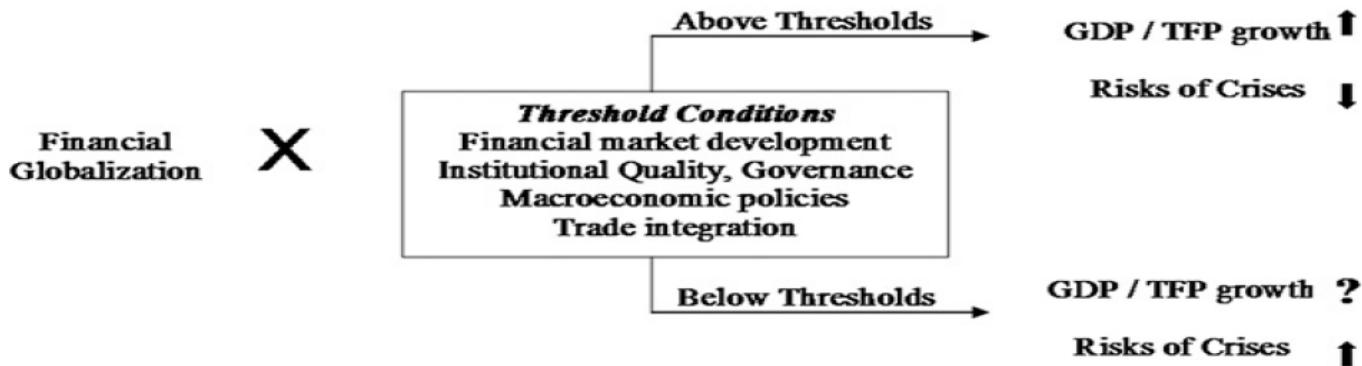 Above Thresholds
GDP / TFP growth
Risks of Crises
Financial
Globalization
X
Threshold Conditions
Financial market development
Institutional Quality, Governance
Macroeconomic policies
Trade integration
Below Thresholds
GDP / TFP growth ?
Risks of Crises